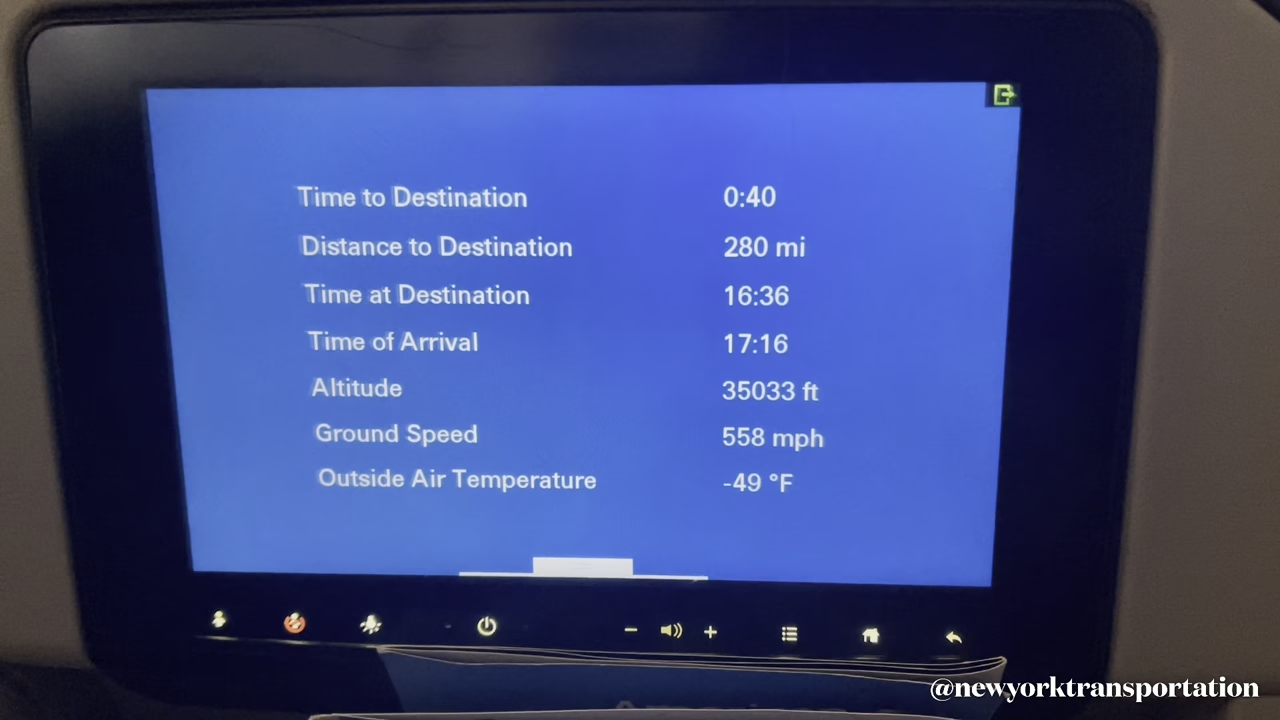 Time to Destination 0:40
Distance to Destination 280 mi
Time at Destination 16:36
Time of Arrival 17:16
Altitude 35033 ft
Ground Speed 558 mph
Outside Air Temperature -49 °F
@newyorktransportation